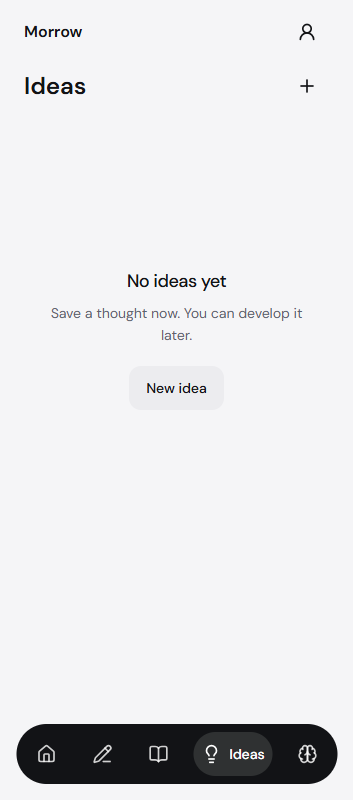 Morrow
Ideas
No ideas yet
Save a thought now. You can develop it
later.
New idea
Ideas